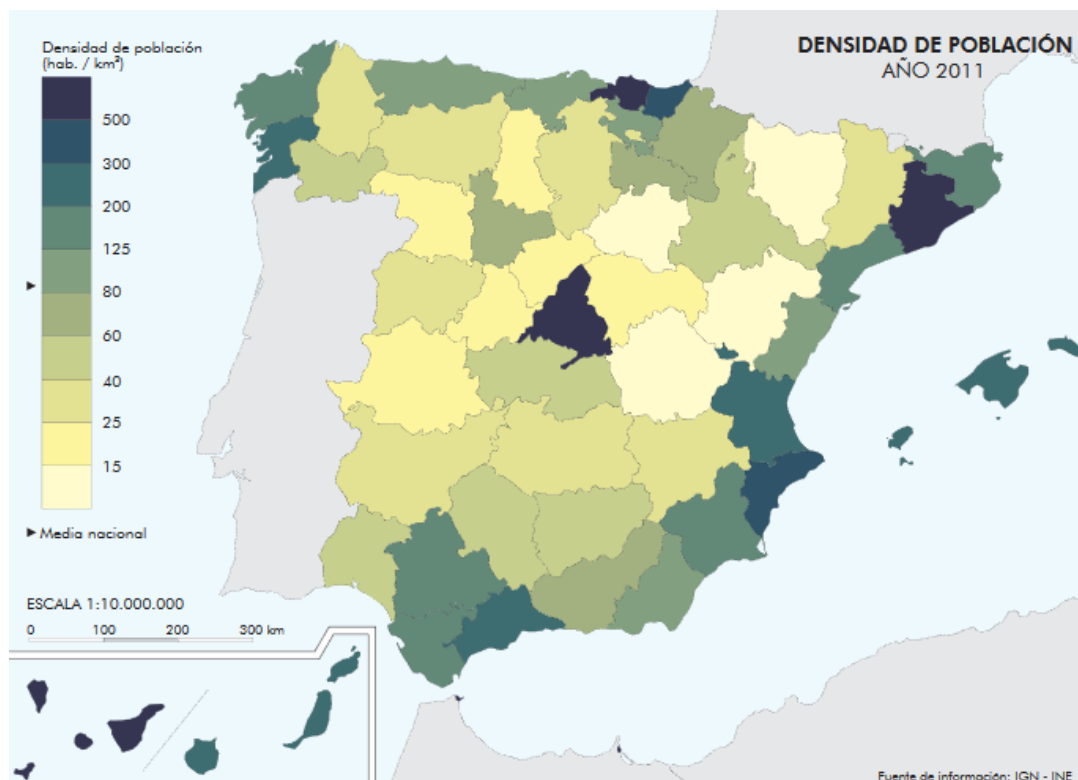 DENSIDAD DE POBLACIÓN
AÑO 2011
Densidad de población
(hab. / km²)
500
300
200
125
80
60
40
25
15
Media nacional
ESCALA 1:10.000.000
0 100 200 300 km
Fuente de información: IGN - INE